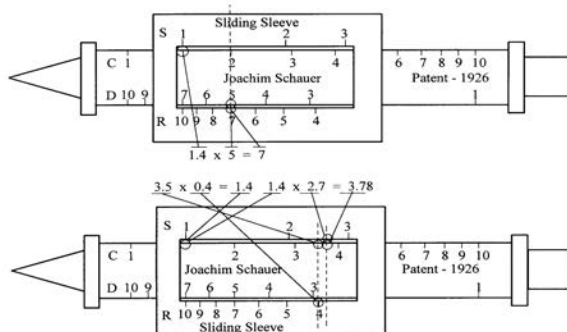 Sliding Sleeve
S 1 2 3
C 1 2 3 4 6 7 8 9 10
Joachim Schauer Patent - 1926
D 10 9 7 6 5 4 3 1
R 10 9 8 7 6 5 4
1.4 x 5 = 7
3.5 x 0.4 = 1.4 1.4 x 2.7 = 3.78
S 1 2 3
C 1 2 3 4 6 7 8 9 10
Joachim Schauer Patent - 1926
D 10 9 7 6 5 4 3 1
R 10 9 8 7 6 5 4
Sliding Sleeve